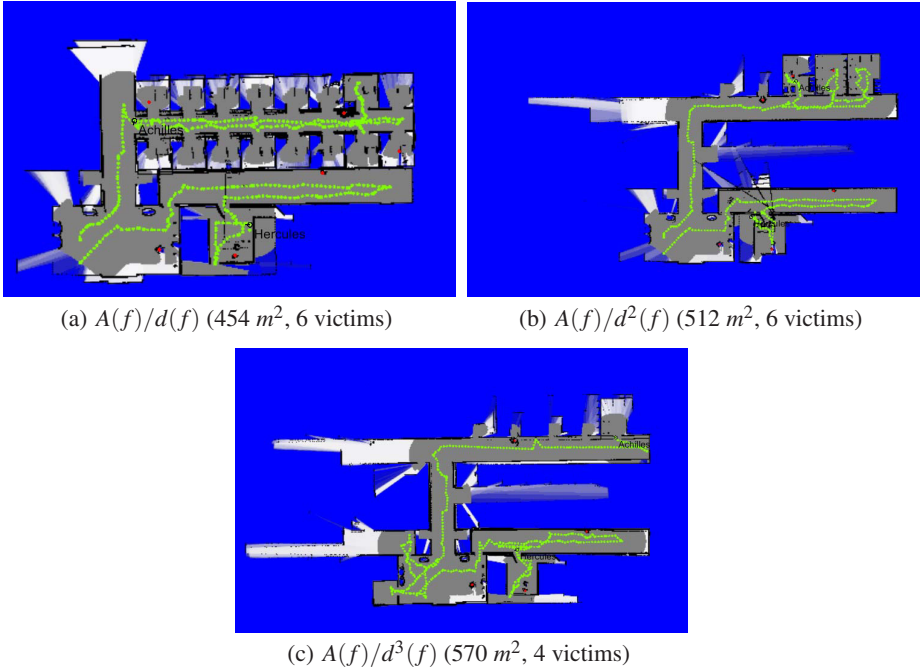 Achilles
Hercules
(a) A(f)/d(f) (454 m², 6 victims)
Achilles
Hercules
(b) A(f)/d²(f) (512 m², 6 victims)
Achilles
Hercules
(c) A(f)/d³(f) (570 m², 4 victims)